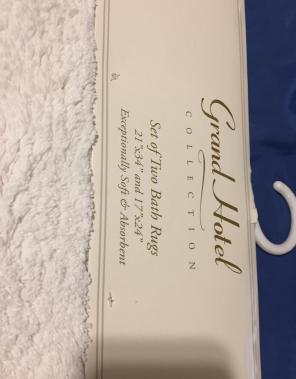 Grand Hotel
COLLECTION
Set of Two Bath Rugs
21"x34" and 17"x24"
Exceptionally Soft & Absorbent